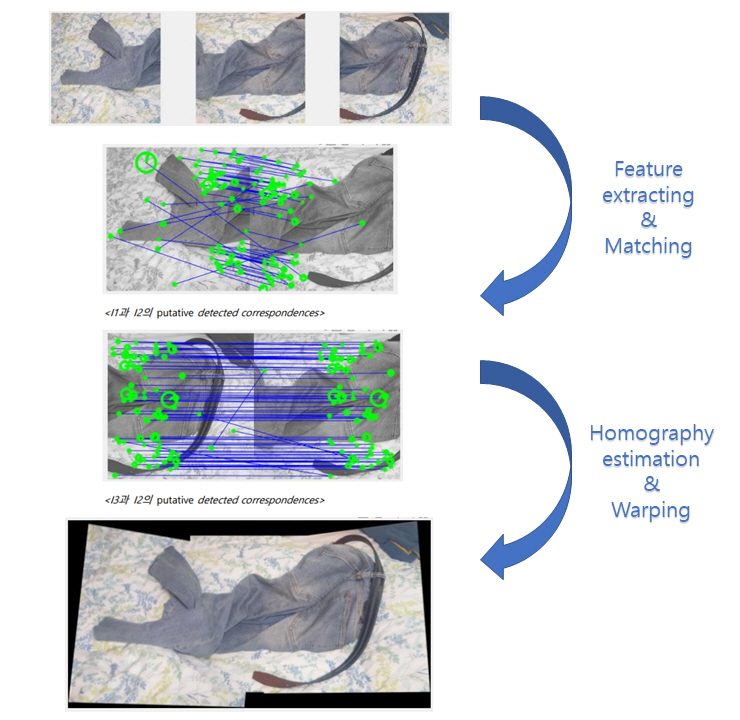 Feature
extracting
&
Matching
<I1과 I2의 putative detected correspondences>
Homography
estimation
&
Warping
<I3과 I2의 putative detected correspondences>